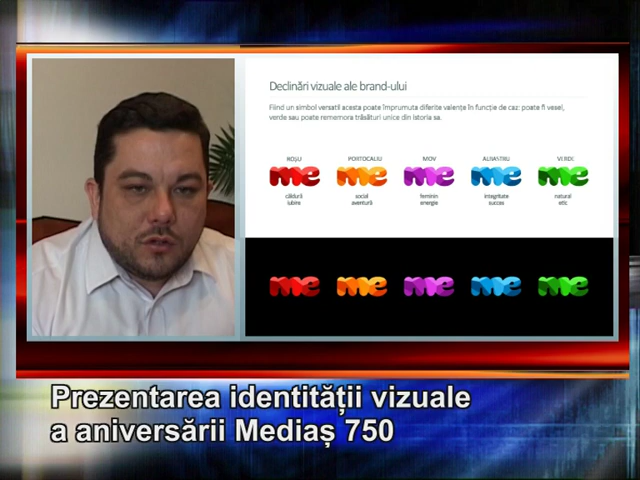 Declinări vizuale ale brand-ului
Fiind un simbol versatil acesta poate împrumuta diferite valențe în funcție de caz: poate fi vesel,
verde sau poate rememora trăsături unice din istoria sa.
ROȘU PORTOCALIU MOV ALBASTRU VERDE
me me me me me
căldură social feminin integritate natural
iubire aventură energie succes etic
me me me me me
Prezentarea identității vizuale
a aniversării Mediaș 750